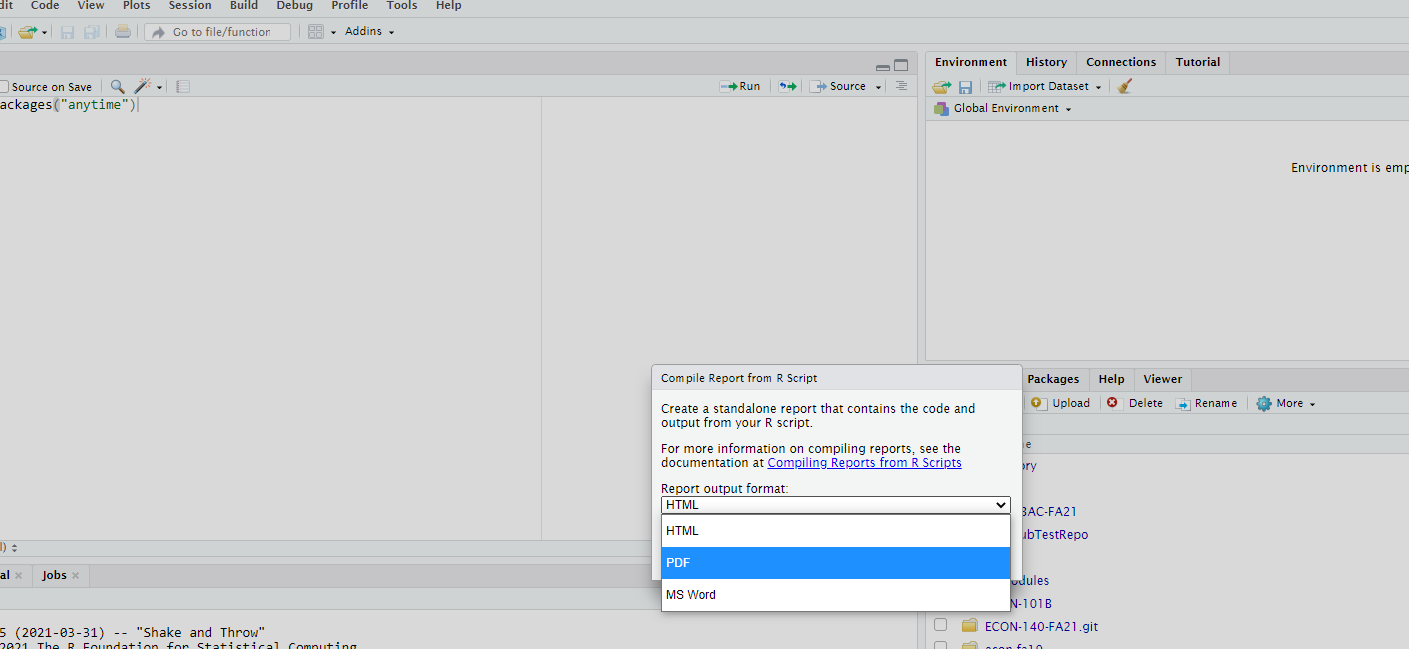 dit Code View Plots Session Build Debug Profile Tools Help
Go to file/function Addins
Environment History Connections Tutorial
Source on Save Run Source Import Dataset
ackages("anytime")
Global Environment
Environment is emp
Compile Report from R Script
Packages Help Viewer
Create a standalone report that contains the code and
output from your R script.
Upload Delete Rename More
For more information on compiling reports, see the
documentation at Compiling Reports from R Scripts
Report output format:
HTML
HTML
PDF
MS Word
e
ory
BAC-FA21
ubTestRepo
odules
N-101B
ECON-140-FA21.git
econ-fa19
l)
al Jobs
5 (2021-03-31) -- "Shake and Throw"
2021 The R Foundation for Statistical Computing